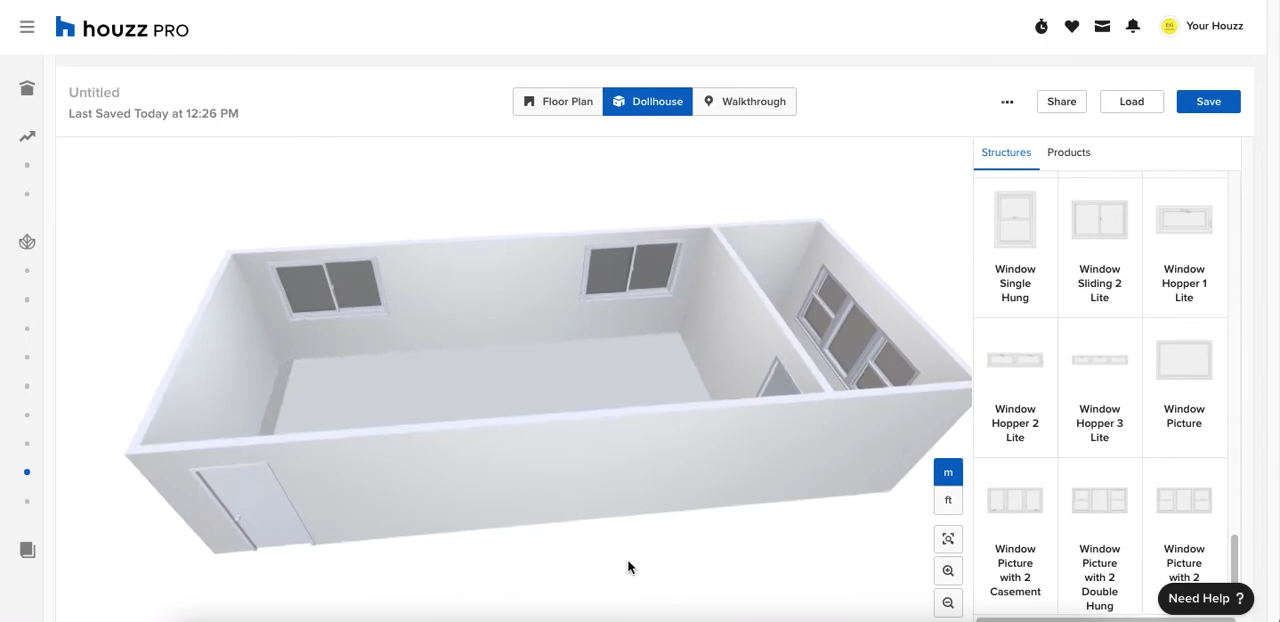 houzz PRO
Your Houzz
Untitled
Last Saved Today at 12:26 PM
Floor Plan
Dollhouse
Walkthrough
Share
Load
Save
Structures
Products
Window
Single
Hung
Window
Sliding 2
Lite
Window
Hopper 1
Lite
Window
Hopper 2
Lite
Window
Hopper 3
Lite
Window
Picture
Window
Picture
with 2
Casement
Window
Picture
with 2
Double
Hung
Window
Picture
with 2
m
ft
Need Help ?